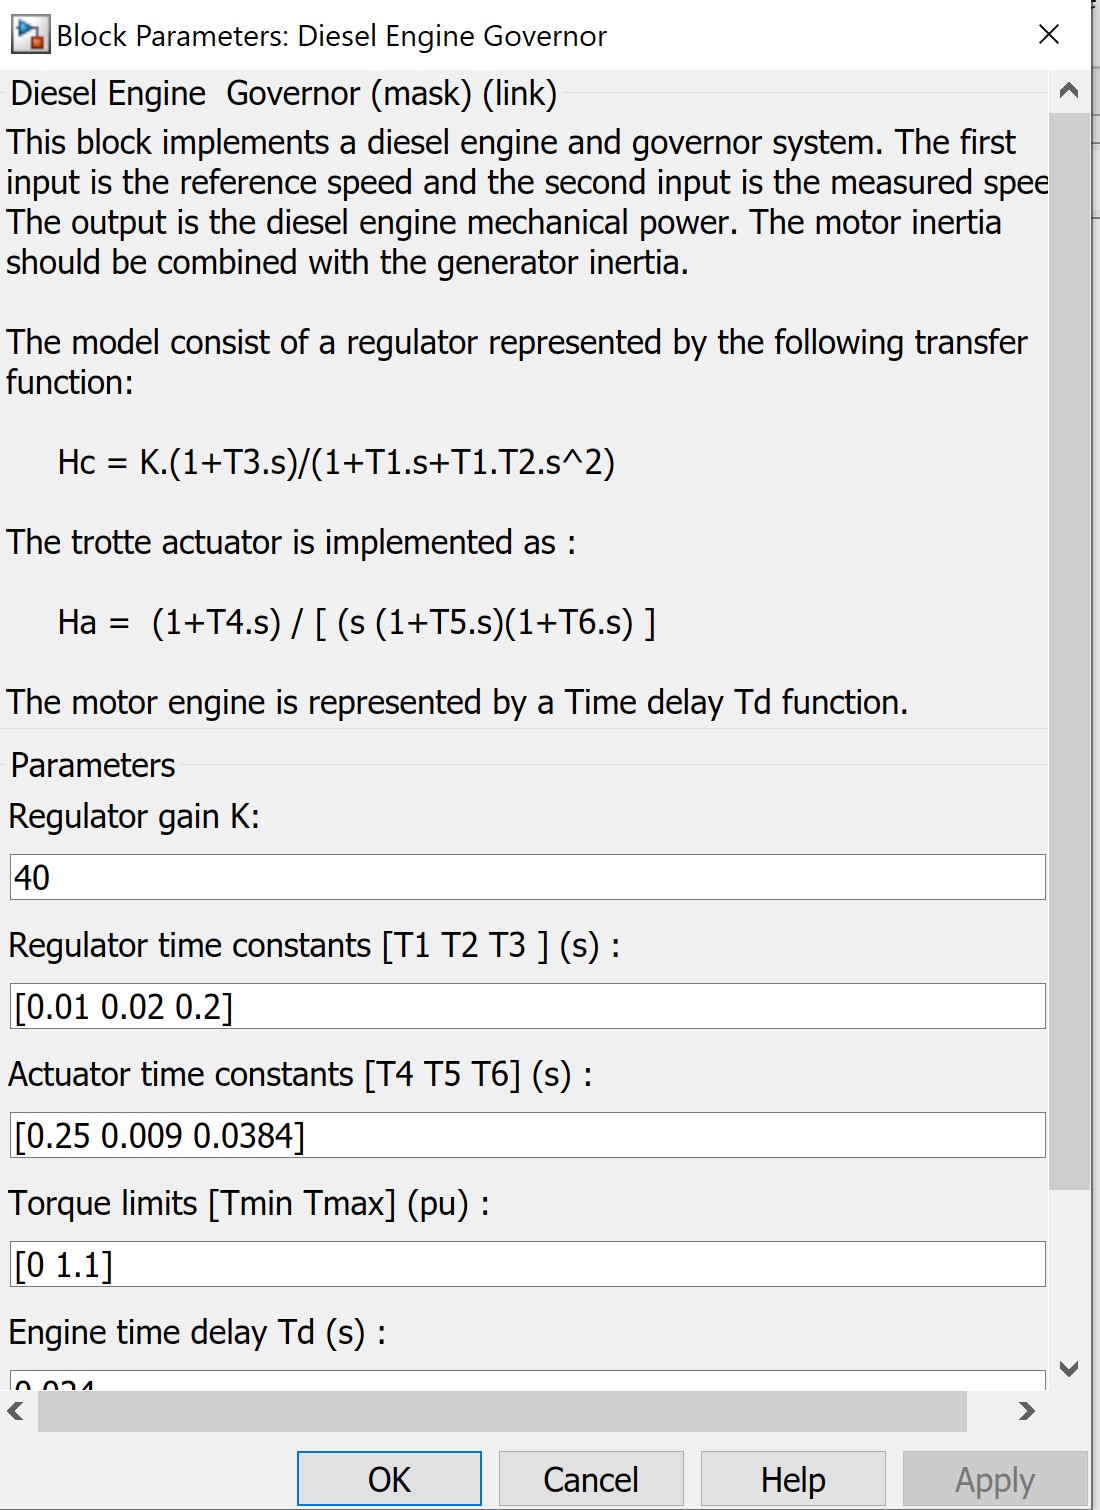 Block Parameters: Diesel Engine Governor
Diesel Engine  Governor (mask) (link)
This block implements a diesel engine and governor system. The first
input is the reference speed and the second input is the measured spee
The output is the diesel engine mechanical power. The motor inertia
should be combined with the generator inertia.
The model consist of a regulator represented by the following transfer
function:
Hc = K.(1+T3.s)/(1+T1.s+T1.T2.s^2)
The trotte actuator is implemented as :
Ha =  (1+T4.s) / [ (s (1+T5.s)(1+T6.s) ]
The motor engine is represented by a Time delay Td function.
Parameters
Regulator gain K:
40
Regulator time constants [T1 T2 T3 ] (s) :
[0.01 0.02 0.2]
Actuator time constants [T4 T5 T6] (s) :
[0.25 0.009 0.0384]
Torque limits [Tmin Tmax] (pu) :
[0 1.1]
Engine time delay Td (s) :
0.024
OK
Cancel
Help
Apply